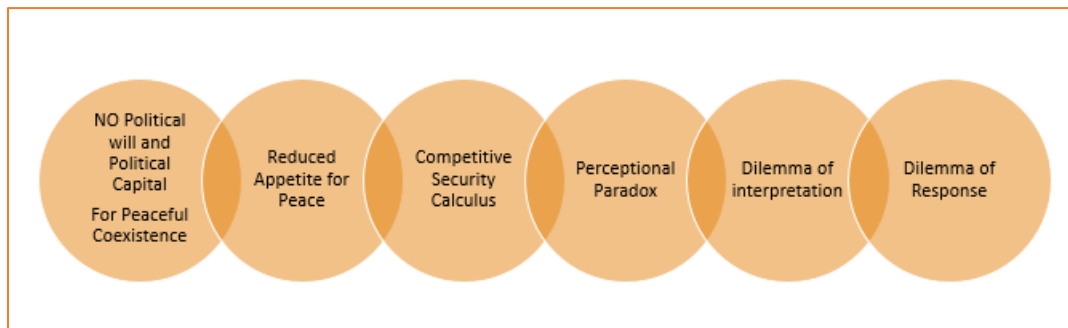 NO Political
will and
Political
Capital
For Peaceful
Coexistence
Reduced
Appetite for
Peace
Competitive
Security
Calculus
Perceptional
Paradox
Dilemma of
interpretation
Dilemma of
Response